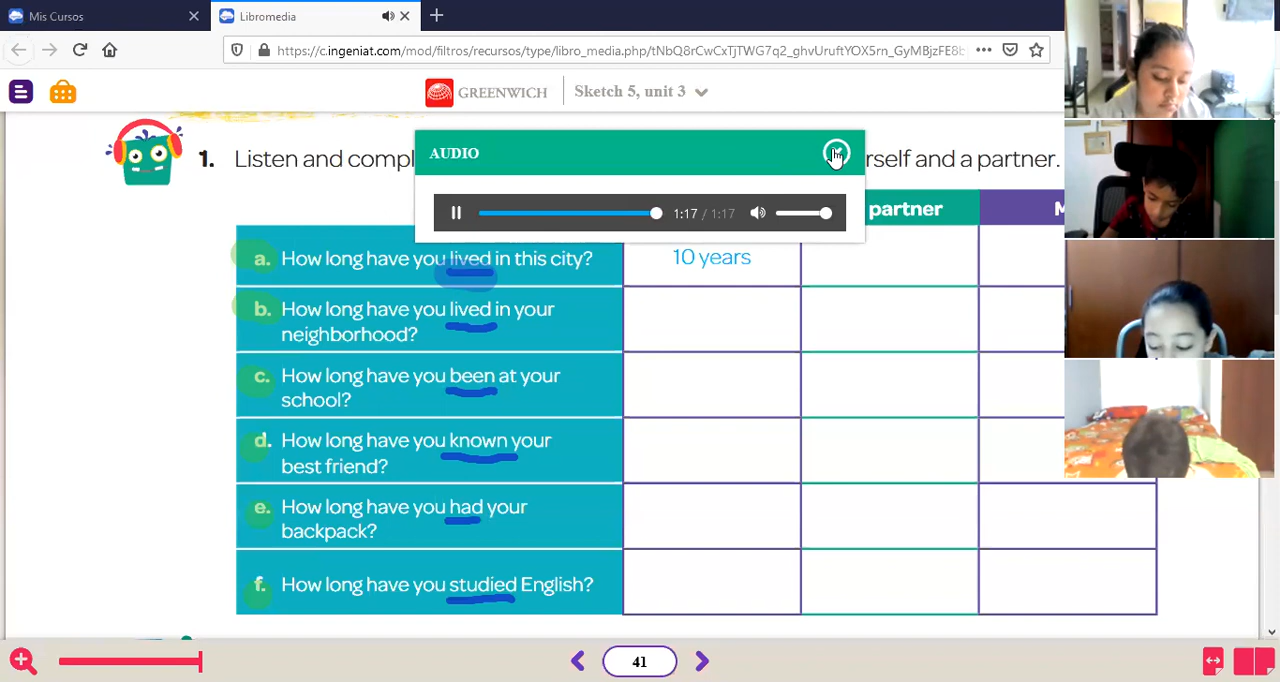 Mis Cursos
Libromedia
https://c.ingeniat.com/mod/filtros/recursos/type/libro_media.php/tNbQ8rCwCxTjTWG7q2_ghvUruftYOX5rn_GyMBjzFE8
GREENWICH
Sketch 5, unit 3
1. Listen and compl
rself and a partner.
AUDIO
1:17 / 1:17
partner
M
a. How long have you lived in this city?
10 years
b. How long have you lived in your
neighborhood?
c. How long have you been at your
school?
d. How long have you known your
best friend?
e. How long have you had your
backpack?
f. How long have you studied English?
41